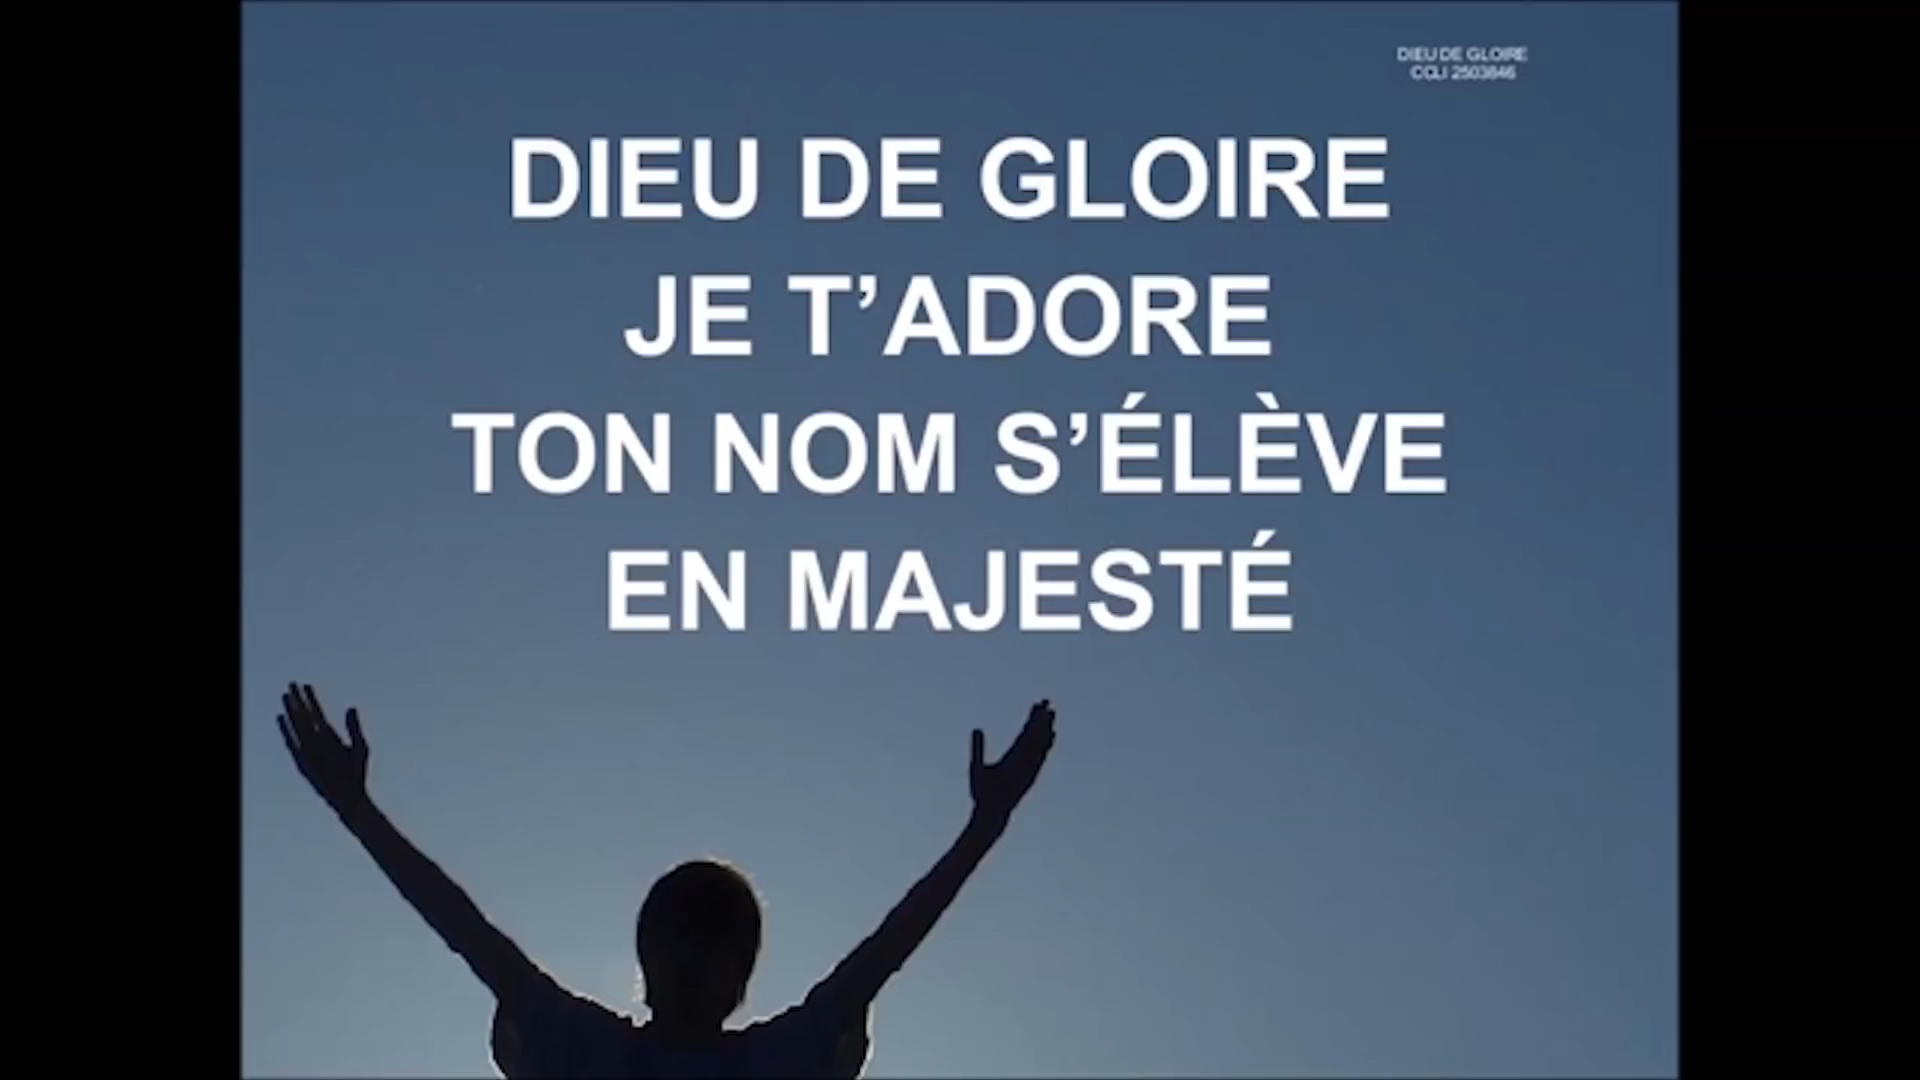 DIEU DE GLOIRE
CCLI 2503846
DIEU DE GLOIRE
JE T’ADORE
TON NOM S’ÉLÈVE
EN MAJESTÉ